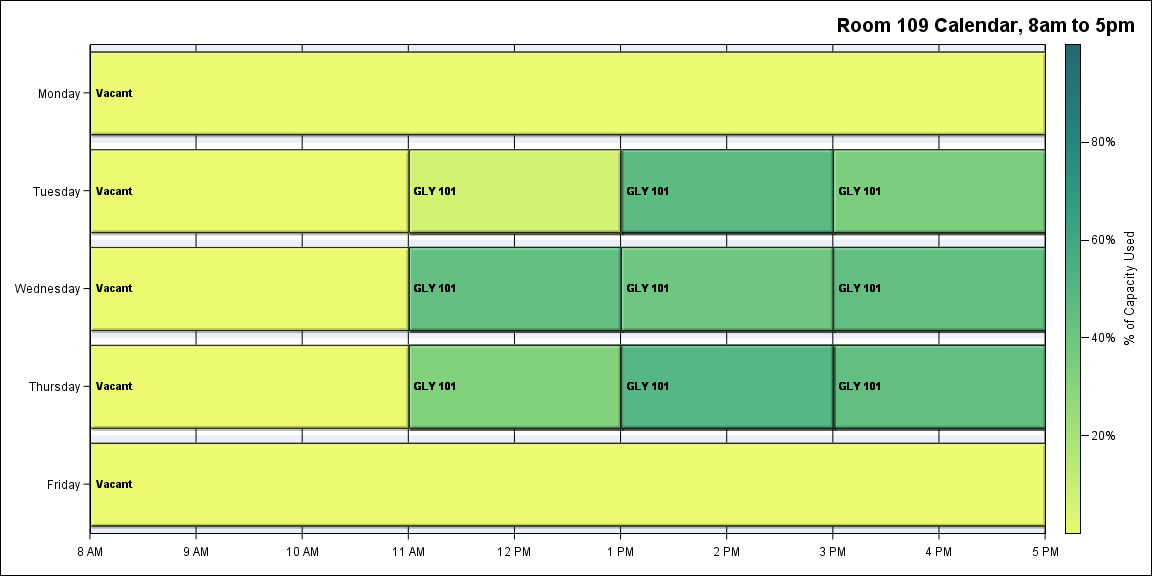 Room 109 Calendar, 8am to 5pm
Monday
Vacant
Tuesday
Vacant
GLY 101
GLY 101
GLY 101
Wednesday
Vacant
GLY 101
GLY 101
GLY 101
Thursday
Vacant
GLY 101
GLY 101
GLY 101
Friday
Vacant
8 AM
9 AM
10 AM
11 AM
12 PM
1 PM
2 PM
3 PM
4 PM
5 PM
80%
60%
40%
20%
% of Capacity Used